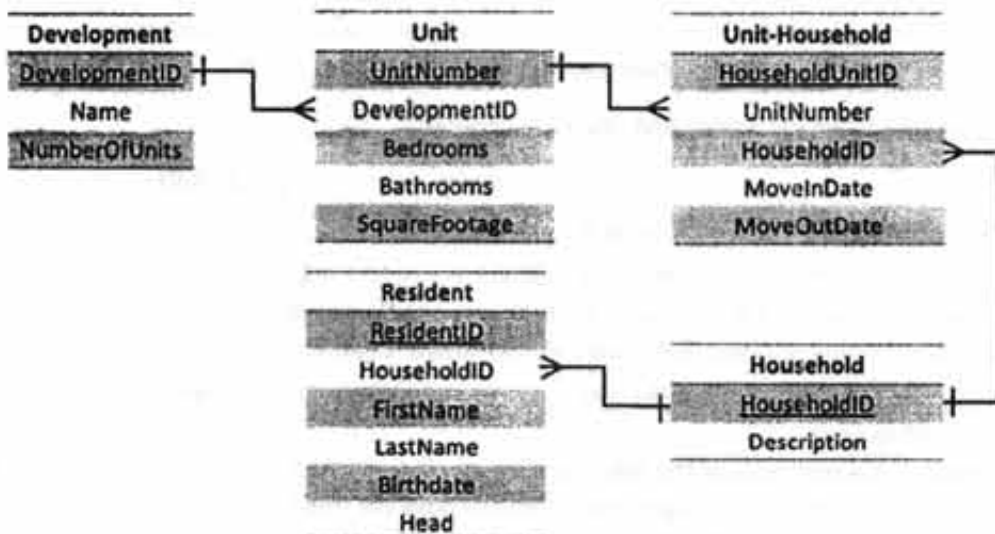 Development
DevelopmentID
Name
NumberOfUnits
Unit
UnitNumber
DevelopmentID
Bedrooms
Bathrooms
SquareFootage
Unit-Household
HouseholdUnitID
UnitNumber
HouseholdID
MoveInDate
MoveOutDate
Resident
ResidentID
HouseholdID
FirstName
LastName
Birthdate
Head
Household
HouseholdID
Description